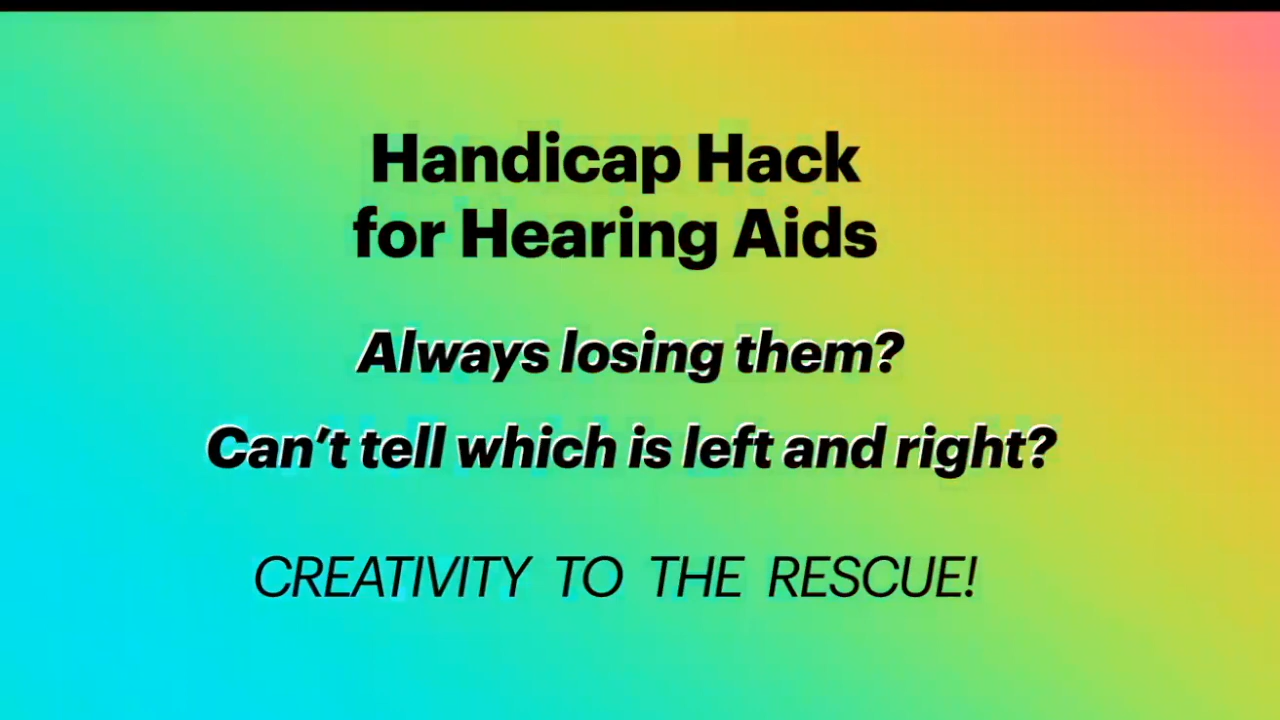 Handicap Hack
for Hearing Aids
Always losing them?
Can’t tell which is left and right?
CREATIVITY TO THE RESCUE!